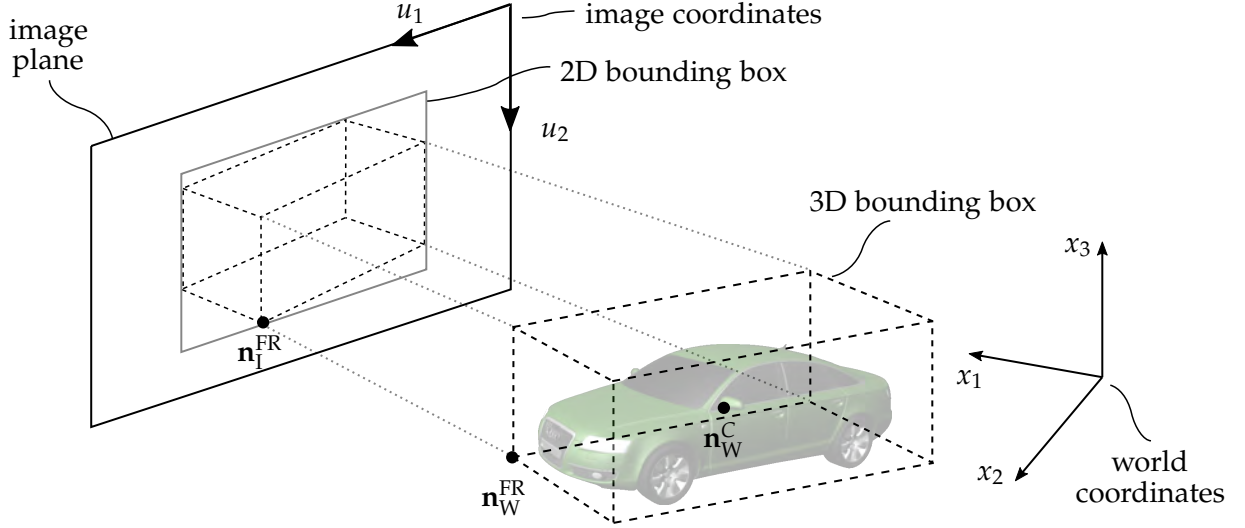 image
plane
u₁
image coordinates
2D bounding box
u₂
3D bounding box
x₃
n_I^FR
x₁
n_W^C
n_W^FR
x₂
world
coordinates